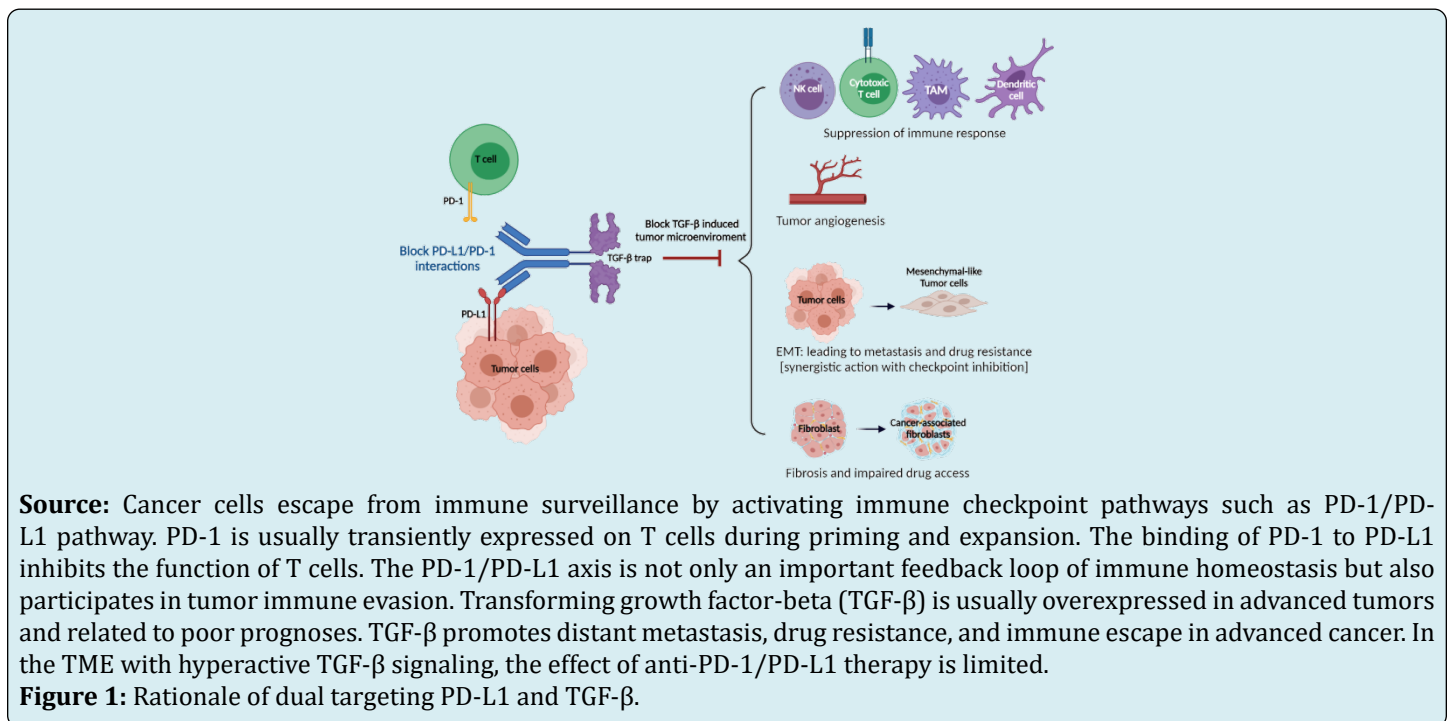 NK cell
Cytotoxic
T cell
TAM
Dendritic
cell
Suppression of immune response
T cell
PD-1
Tumor angiogenesis
Block PD-L1/PD-1
interactions
TGF-β trap
Block TGF-β induced
tumor microenviroment
PD-L1
Tumor cells
Tumor cells
Mesenchymal-like
Tumor cells
EMT: leading to metastasis and drug resistance
[synergistic action with checkpoint inhibition]
Fibroblast
Cancer-associated
fibroblasts
Fibrosis and impaired drug access
Source: Cancer cells escape from immune surveillance by activating immune checkpoint pathways such as PD-1/PD-
L1 pathway. PD-1 is usually transiently expressed on T cells during priming and expansion. The binding of PD-1 to PD-L1
inhibits the function of T cells. The PD-1/PD-L1 axis is not only an important feedback loop of immune homeostasis but also
participates in tumor immune evasion. Transforming growth factor-beta (TGF-β) is usually overexpressed in advanced tumors
and related to poor prognoses. TGF-β promotes distant metastasis, drug resistance, and immune escape in advanced cancer. In
the TME with hyperactive TGF-β signaling, the effect of anti-PD-1/PD-L1 therapy is limited.
Figure 1: Rationale of dual targeting PD-L1 and TGF-β.